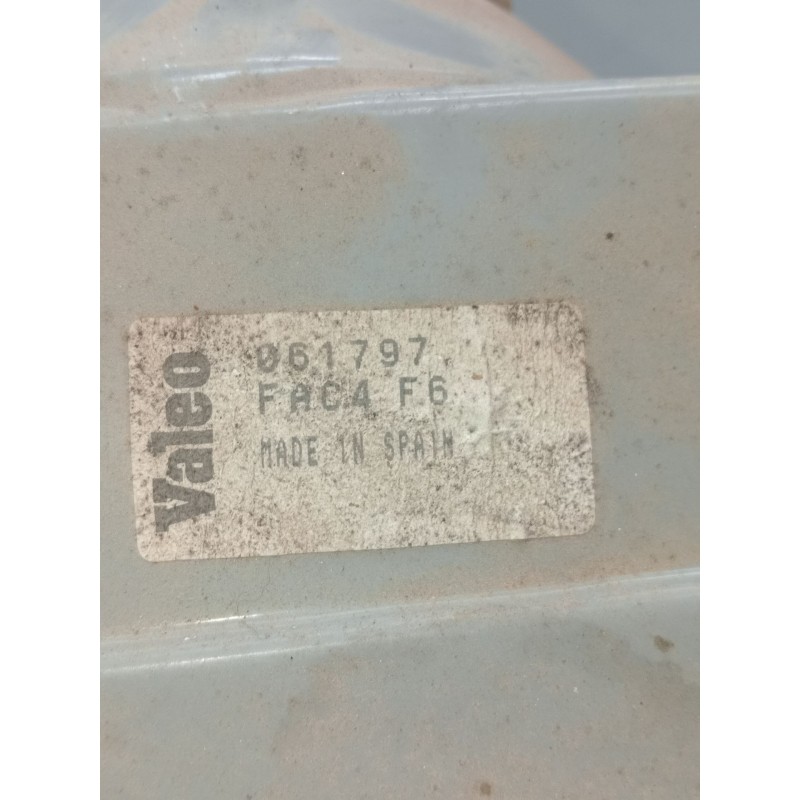 Valeo
061797
FAC4 F6
MADE IN SPAIN